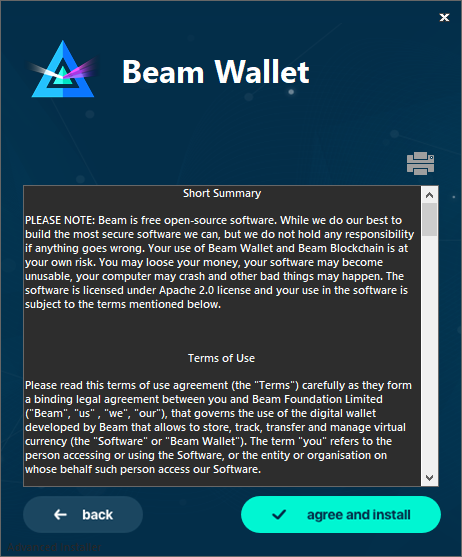 Beam Wallet
Short Summary
PLEASE NOTE: Beam is free open-source software. While we do our best to
build the most secure software we can, but we do not hold any responsibility
if anything goes wrong. Your use of Beam Wallet and Beam Blockchain is at
your own risk. You may loose your money, your software may become
unusable, your computer may crash and other bad things may happen. The
software is licensed under Apache 2.0 license and your use in the software is
subject to the terms mentioned below.
Terms of Use
Please read this terms of use agreement (the "Terms") carefully as they form
a binding legal agreement between you and Beam Foundation Limited
("Beam", "us" , "we", "our"), that governs the use of the digital wallet
developed by Beam that allows to store, track, transfer and manage virtual
currency (the "Software" or "Beam Wallet"). The term "you" refers to the
person accessing or using the Software, or the entity or organisation on
whose behalf such person access our Software.
back
agree and install
Advanced Installer